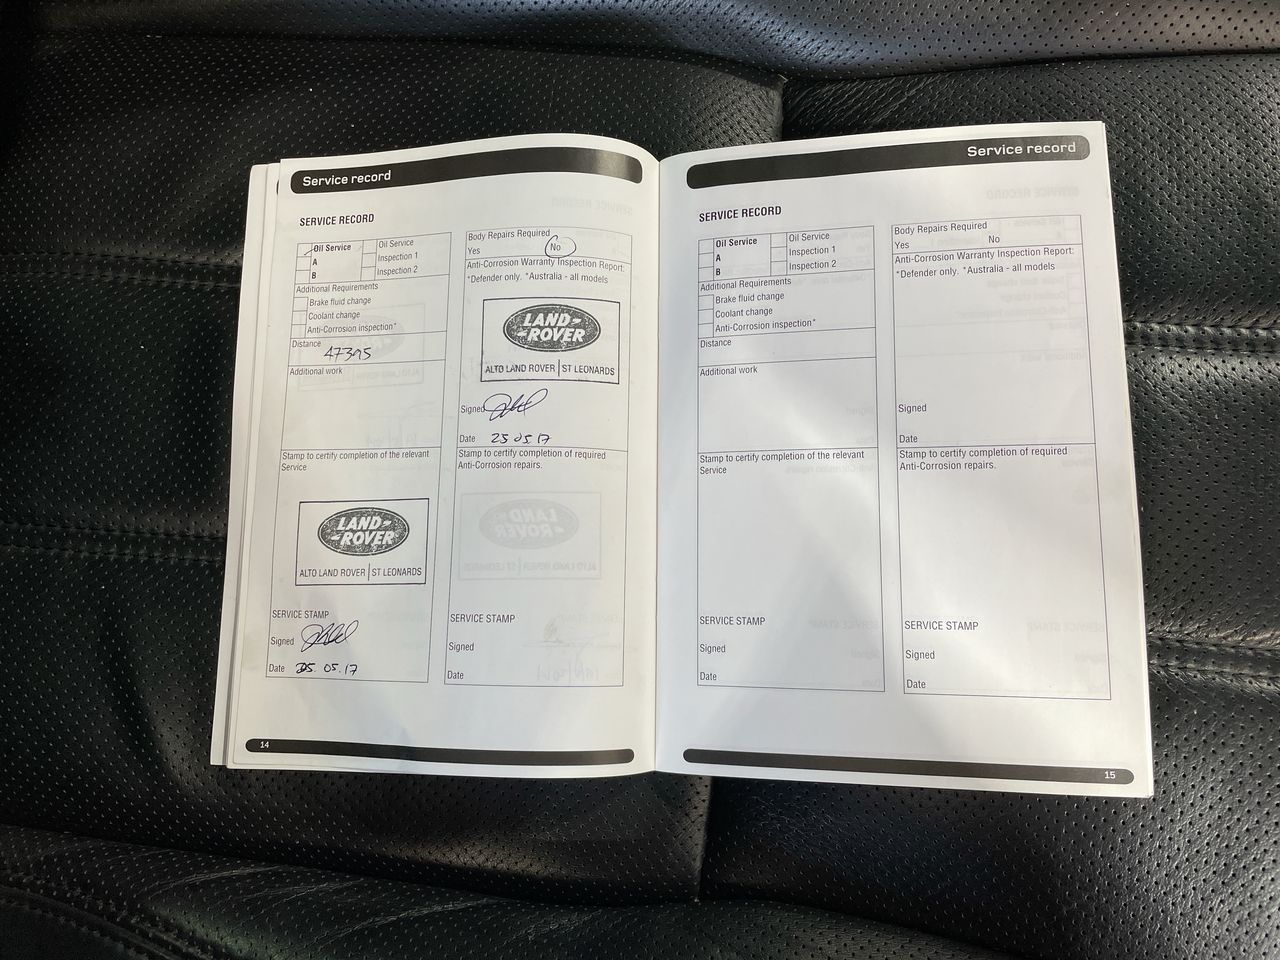 Service record
SERVICE RECORD
Oil Service
A
B
Oil Service
Inspection 1
Inspection 2
Additional Requirements
Brake fluid change
Coolant change
Anti-Corrosion inspection*
Distance
47395
Additional work
Stamp to certify completion of the relevant
Service
LAND-
-ROVER
ALTO LAND ROVER | ST LEONARDS
SERVICE STAMP
Signed
Date 25.05.17
Body Repairs Required
Yes No
Anti-Corrosion Warranty Inspection Report:
*Defender only. *Australia - all models
LAND-
-ROVER
ALTO LAND ROVER | ST LEONARDS
Signed
Date 25 05 17
Stamp to certify completion of required
Anti-Corrosion repairs.
SERVICE STAMP
Signed
Date
14
Service record
SERVICE RECORD
Oil Service
A
B
Oil Service
Inspection 1
Inspection 2
Additional Requirements
Brake fluid change
Coolant change
Anti-Corrosion inspection*
Distance
Additional work
Stamp to certify completion of the relevant
Service
SERVICE STAMP
Signed
Date
Body Repairs Required
Yes No
Anti-Corrosion Warranty Inspection Report:
*Defender only. *Australia - all models
Signed
Date
Stamp to certify completion of required
Anti-Corrosion repairs.
SERVICE STAMP
Signed
Date
15